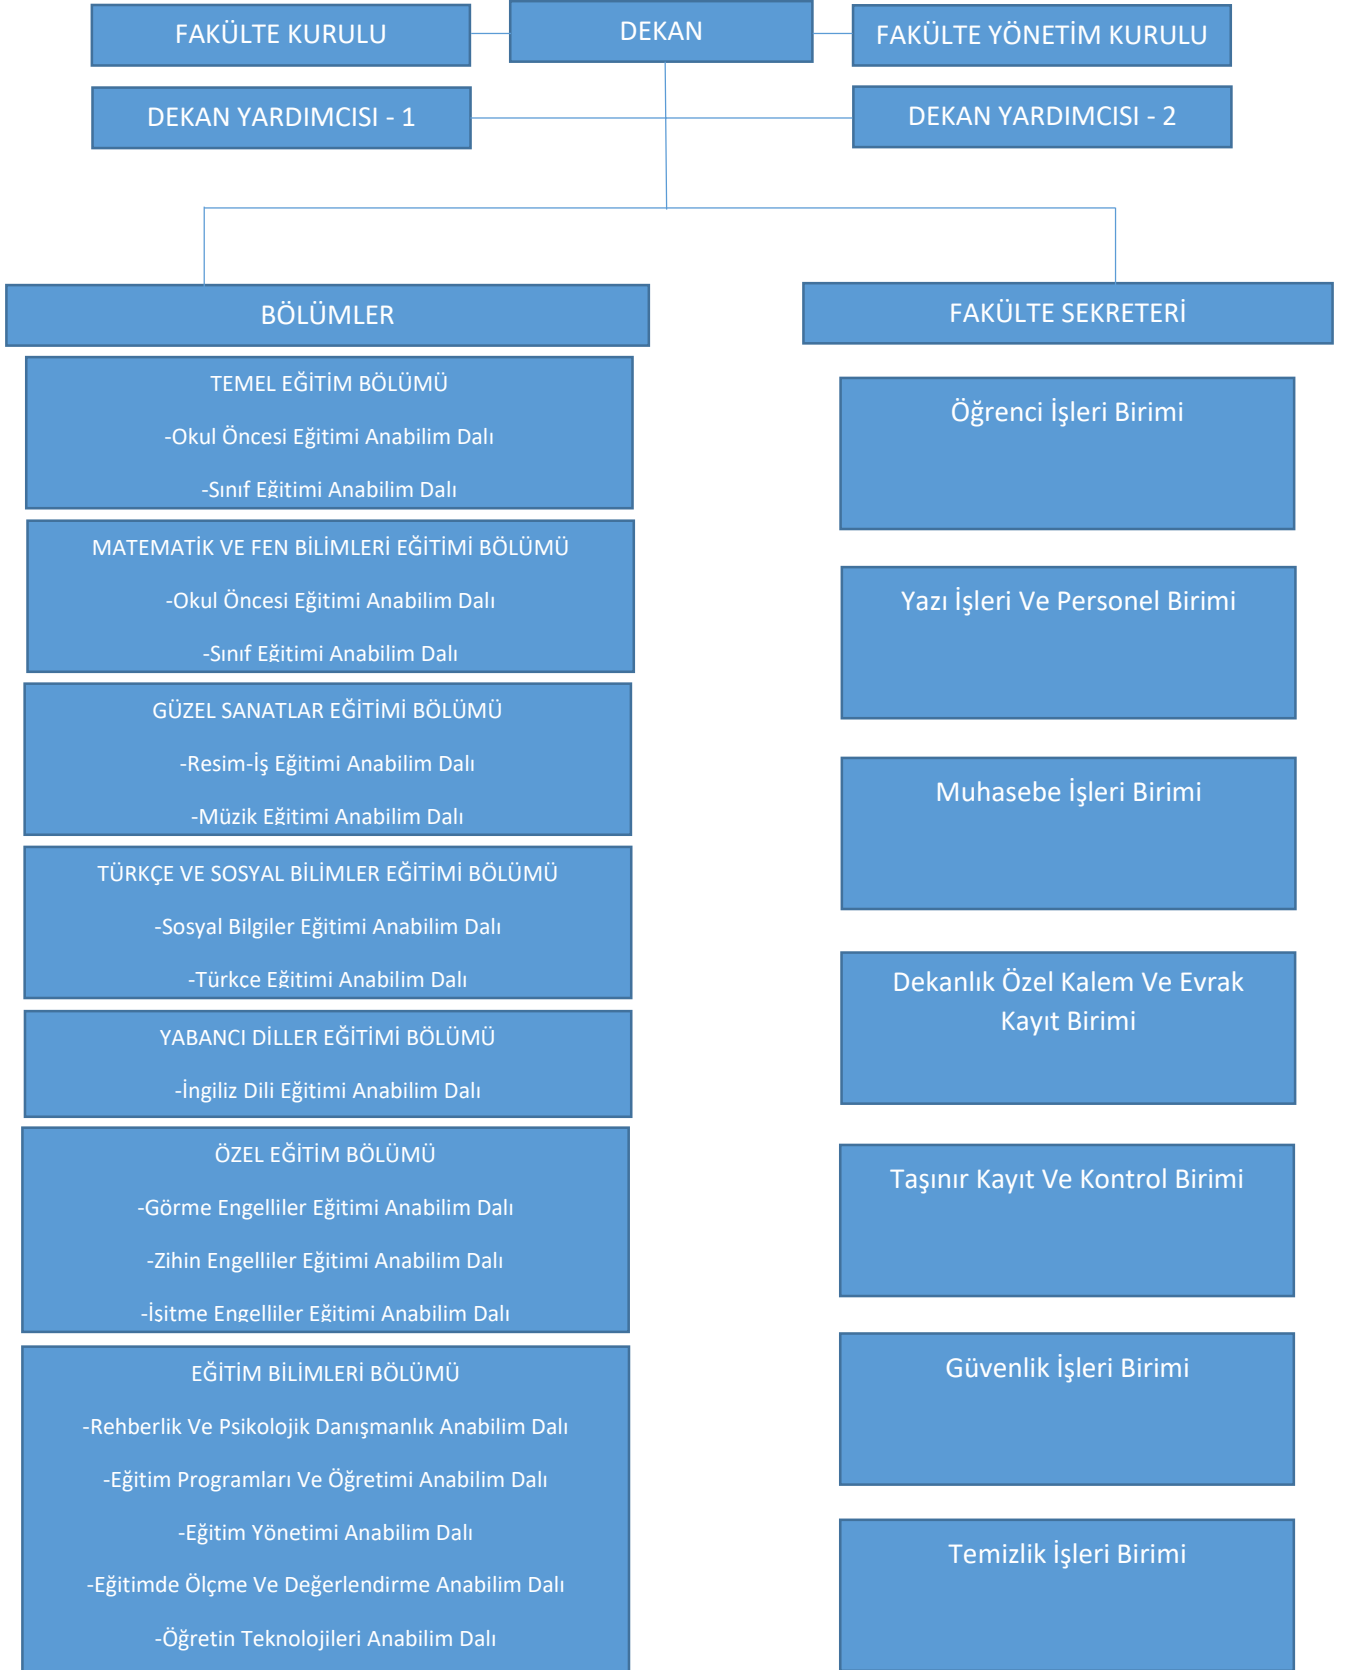 FAKÜLTE KURULU
DEKAN
FAKÜLTE YÖNETİM KURULU
DEKAN YARDIMCISI - 1
DEKAN YARDIMCISI - 2
BÖLÜMLER
TEMEL EĞİTİM BÖLÜMÜ
-Okul Öncesi Eğitimi Anabilim Dalı
-Sınıf Eğitimi Anabilim Dalı
MATEMATİK VE FEN BİLİMLERİ EĞİTİMİ BÖLÜMÜ
-Okul Öncesi Eğitimi Anabilim Dalı
-Sınıf Eğitimi Anabilim Dalı
GÜZEL SANATLAR EĞİTİMİ BÖLÜMÜ
-Resim-İş Eğitimi Anabilim Dalı
-Müzik Eğitimi Anabilim Dalı
TÜRKÇE VE SOSYAL BİLİMLER EĞİTİMİ BÖLÜMÜ
-Sosyal Bilgiler Eğitimi Anabilim Dalı
-Türkçe Eğitimi Anabilim Dalı
YABANCI DİLLER EĞİTİMİ BÖLÜMÜ
-İngiliz Dili Eğitimi Anabilim Dalı
ÖZEL EĞİTİM BÖLÜMÜ
-Görme Engelliler Eğitimi Anabilim Dalı
-Zihin Engelliler Eğitimi Anabilim Dalı
-İşitme Engelliler Eğitimi Anabilim Dalı
EĞİTİM BİLİMLERİ BÖLÜMÜ
-Rehberlik Ve Psikolojik Danışmanlık Anabilim Dalı
-Eğitim Programları Ve Öğretimi Anabilim Dalı
-Eğitim Yönetimi Anabilim Dalı
-Eğitimde Ölçme Ve Değerlendirme Anabilim Dalı
-Öğretin Teknolojileri Anabilim Dalı
FAKÜLTE SEKRETERİ
Öğrenci İşleri Birimi
Yazı İşleri Ve Personel Birimi
Muhasebe İşleri Birimi
Dekanlık Özel Kalem Ve Evrak
Kayıt Birimi
Taşınır Kayıt Ve Kontrol Birimi
Güvenlik İşleri Birimi
Temizlik İşleri Birimi